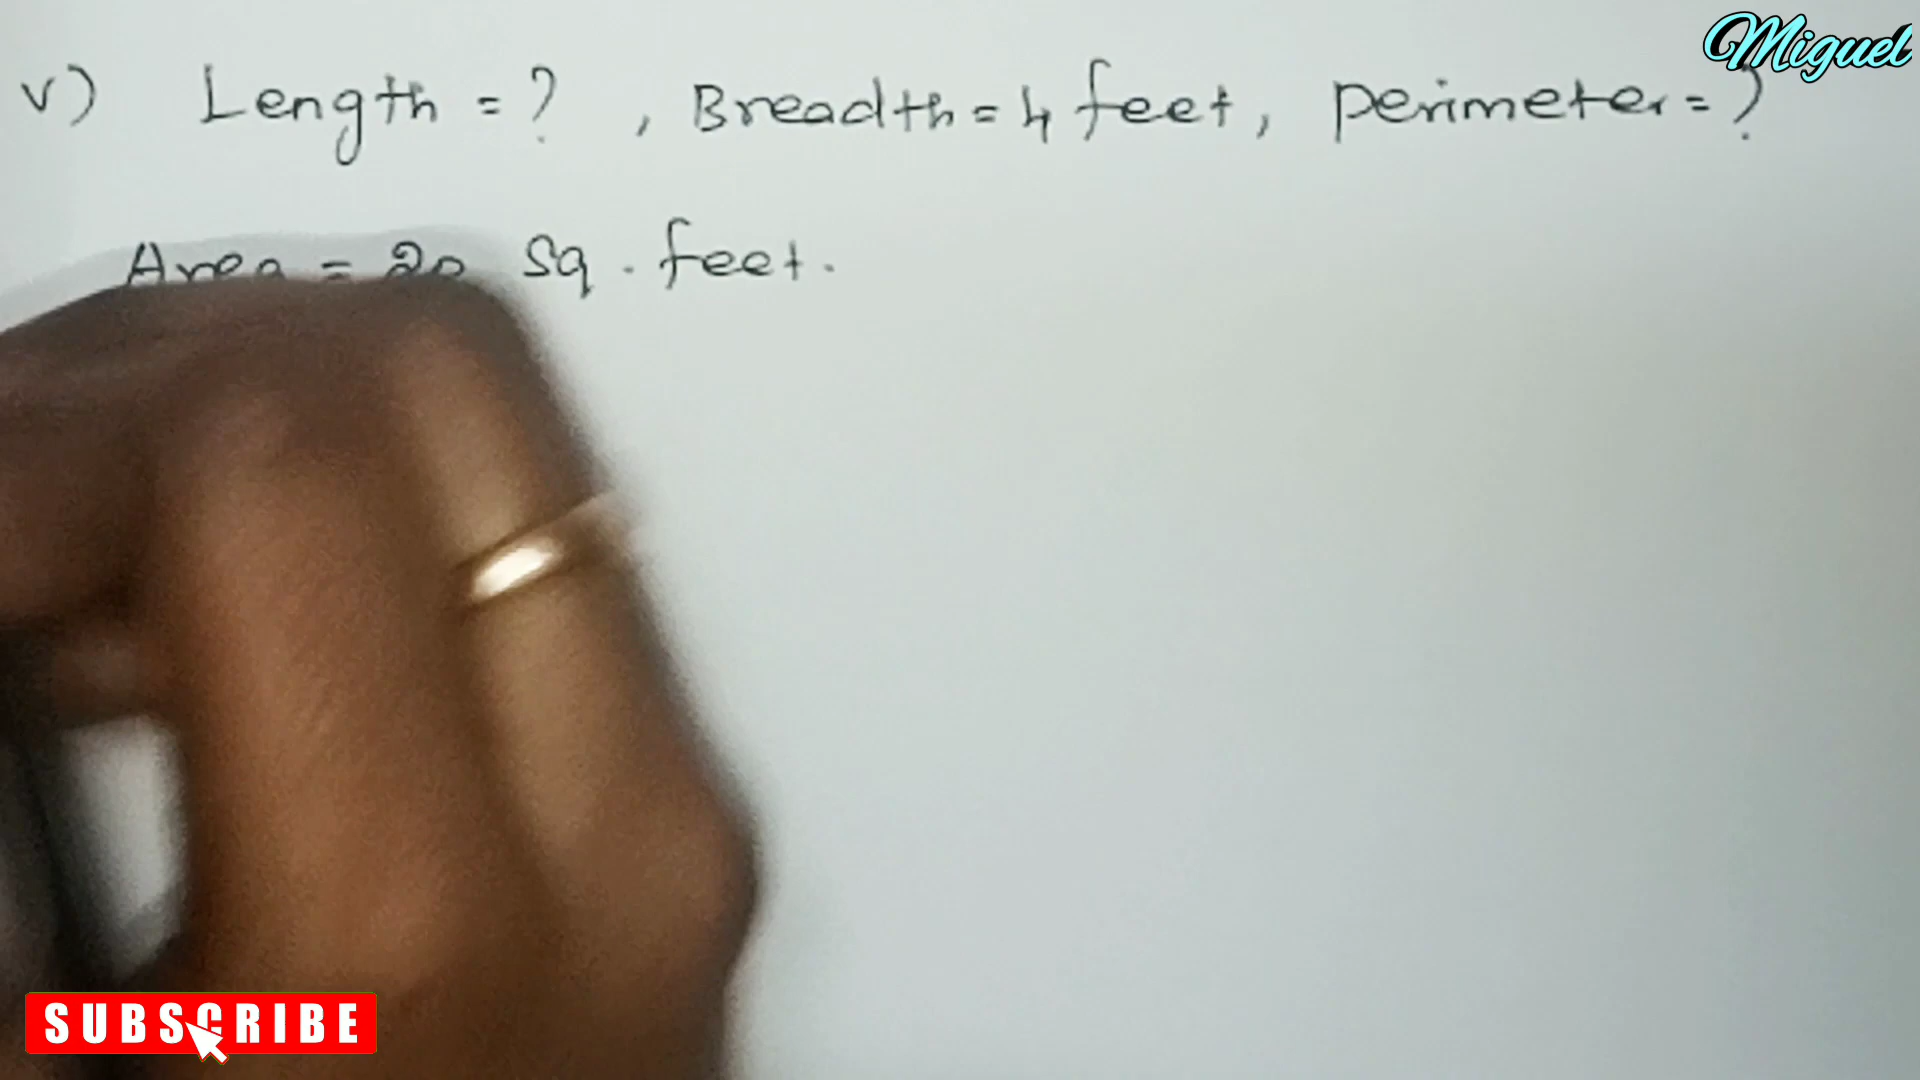 Miguel
v) Length = ? , Breadth = 4 feet, perimeter = ?
Area = 20 Sq. feet.
SUBSCRIBE